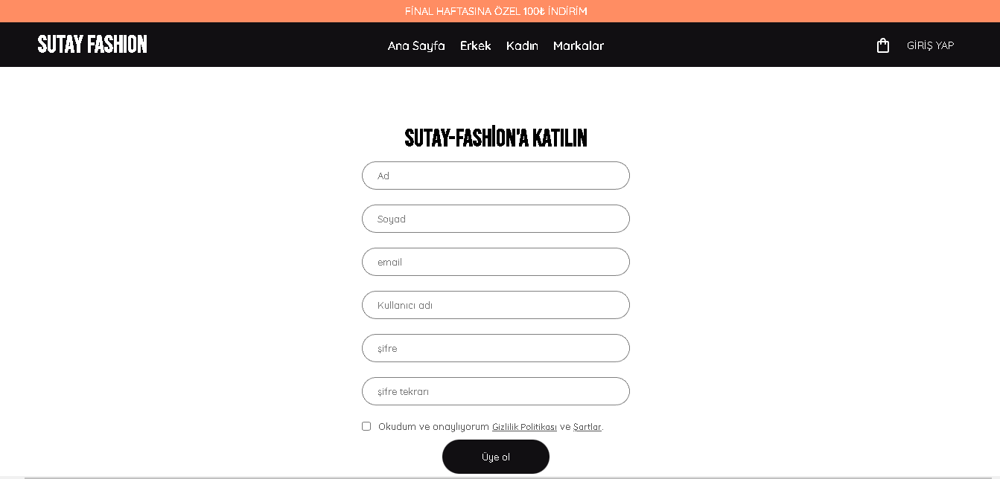 FİNAL HAFTASINA ÖZEL 100₺ İNDİRİM
SUTAY FASHION
Ana Sayfa
Erkek
Kadın
Markalar
GİRİŞ YAP
SUTAY-FASHİON'A KATILIN
Ad
Soyad
email
Kullanıcı adı
şifre
şifre tekrarı
Okudum ve onaylıyorum Gizlilik Politikası ve Şartlar.
Üye ol